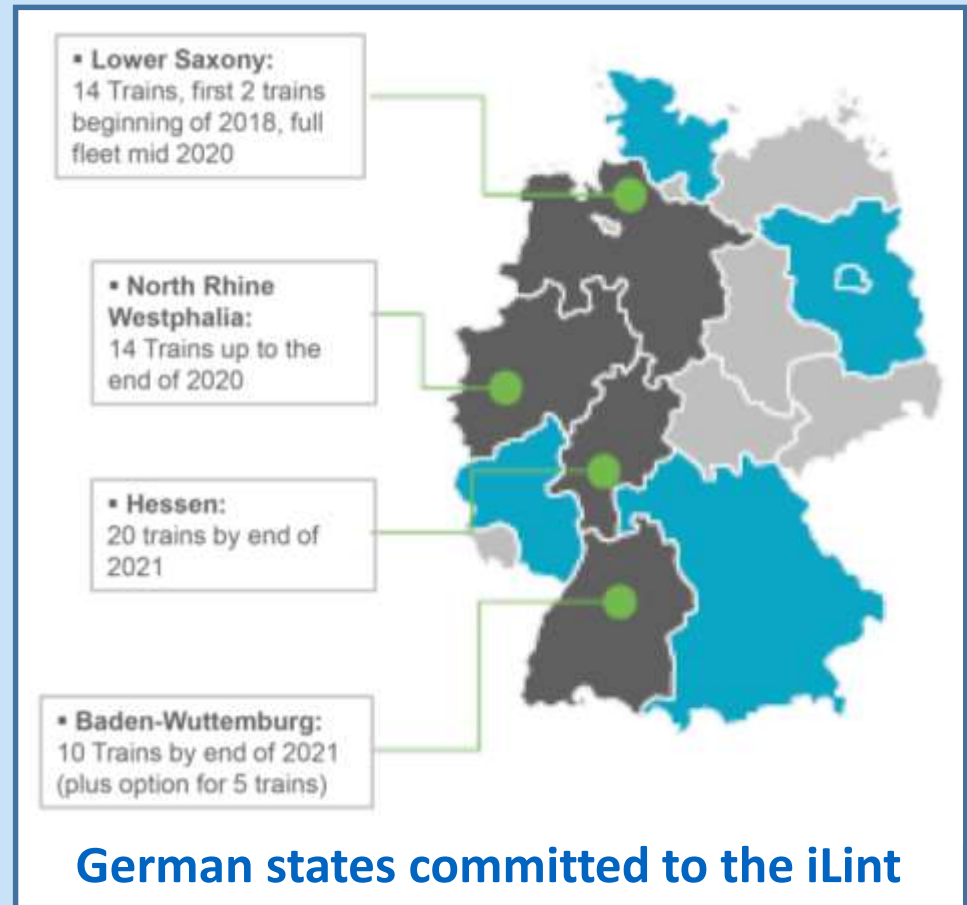 ▪ Lower Saxony:
14 Trains, first 2 trains
beginning of 2018, full
fleet mid 2020
▪ North Rhine
Westphalia:
14 Trains up to the
end of 2020
▪ Hessen:
20 trains by end of
2021
▪ Baden-Wuttemburg:
10 Trains by end of 2021
(plus option for 5 trains)
German states committed to the iLint